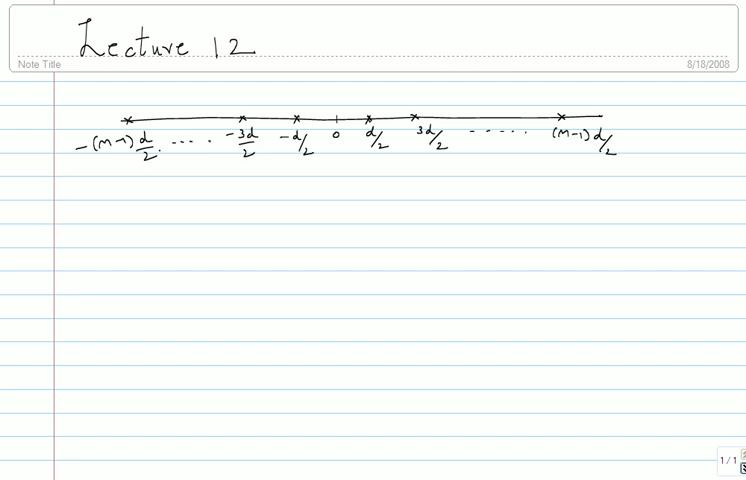 Lecture 12
Note Title
8/18/2008
-(M-1)d/2 ..... -3d/2 -d/2 0 d/2 3d/2 ...... (M-1)d/2
1 / 1